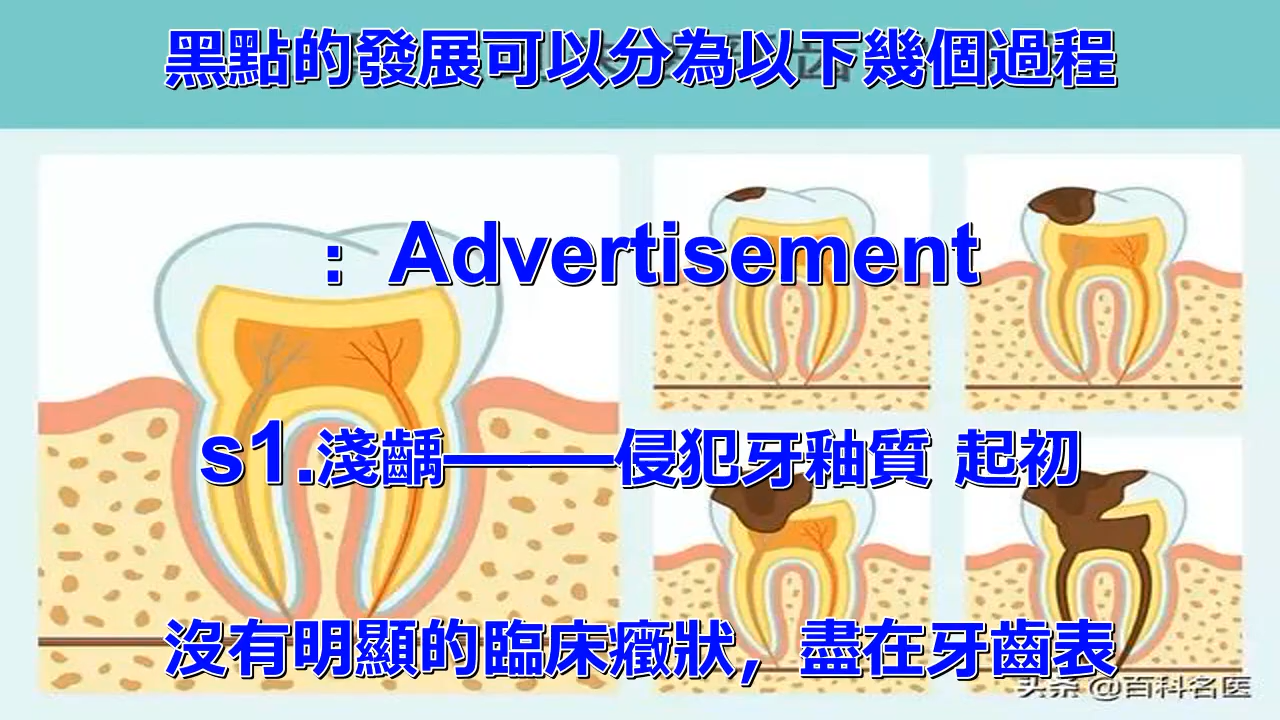 黑點的發展可以分為以下幾個過程
：Advertisement
s1.淺齲——侵犯牙釉質 起初
沒有明顯的臨床癥狀，盡在牙齒表
头条 @百科名医